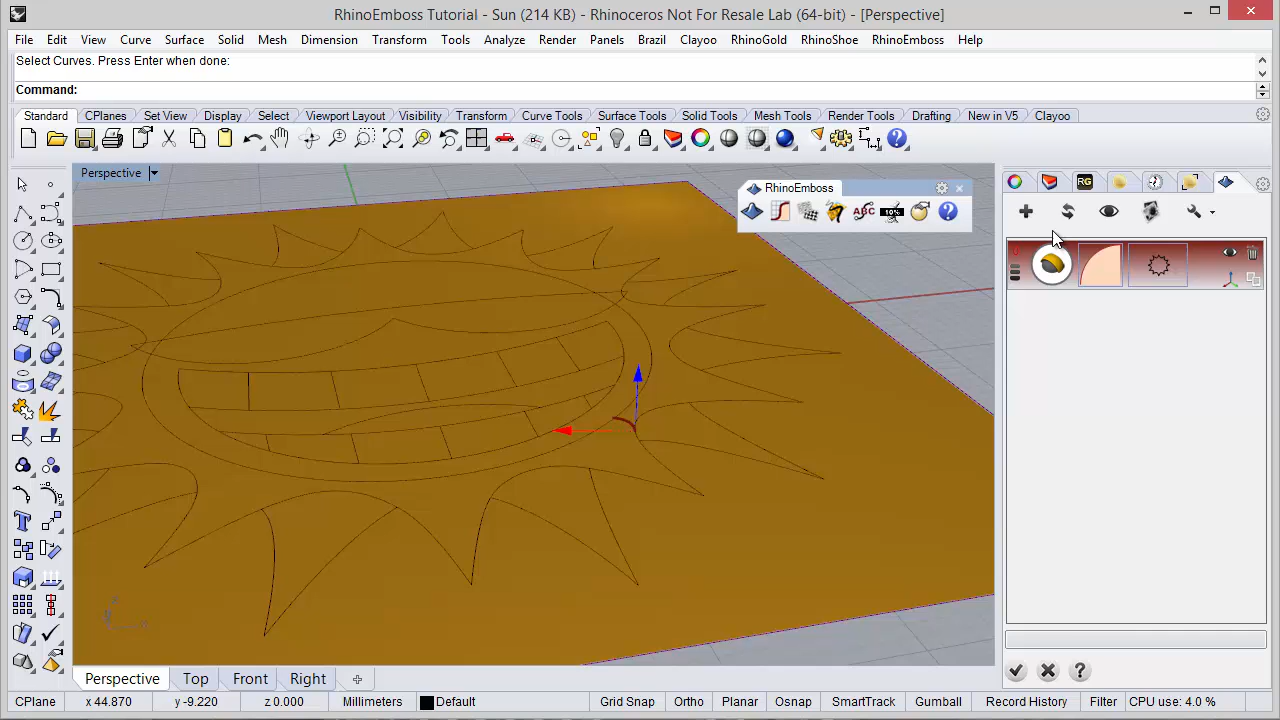 RhinoEmboss Tutorial - Sun (214 KB) - Rhinoceros Not For Resale Lab (64-bit) - [Perspective]
File Edit View Curve Surface Solid Mesh Dimension Transform Tools Analyze Render Panels Brazil Clayoo RhinoGold RhinoShoe RhinoEmboss Help
Select Curves. Press Enter when done:
Command:
Standard CPlanes Set View Display Select Viewport Layout Visibility Transform Curve Tools Surface Tools Solid Tools Mesh Tools Render Tools Drafting New in V5 Clayoo
Perspective
RhinoEmboss
RG
ABC 10%
Perspective Top Front Right
CPlane x 44.870 y -9.220 z 0.000 Millimeters Default Grid Snap Ortho Planar Osnap SmartTrack Gumball Record History Filter CPU use: 4.0 %